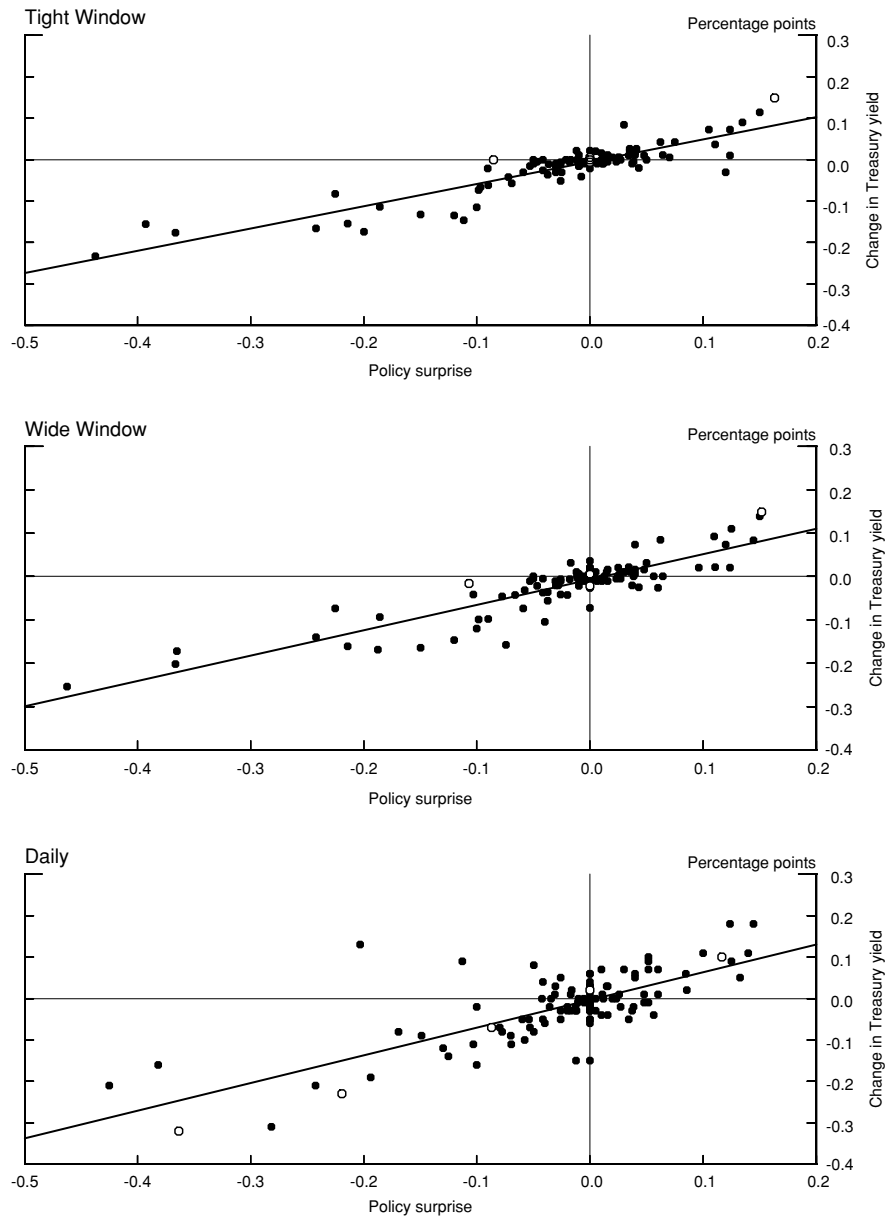 Tight Window
Percentage points
0.3
0.2
0.1
0.0
-0.1
-0.2
-0.3
-0.4
Change in Treasury yield
-0.5 -0.4 -0.3 -0.2 -0.1 0.0 0.1 0.2
Policy surprise
Wide Window
Percentage points
0.3
0.2
0.1
0.0
-0.1
-0.2
-0.3
-0.4
Change in Treasury yield
-0.5 -0.4 -0.3 -0.2 -0.1 0.0 0.1 0.2
Policy surprise
Daily
Percentage points
0.3
0.2
0.1
0.0
-0.1
-0.2
-0.3
-0.4
Change in Treasury yield
-0.5 -0.4 -0.3 -0.2 -0.1 0.0 0.1 0.2
Policy surprise